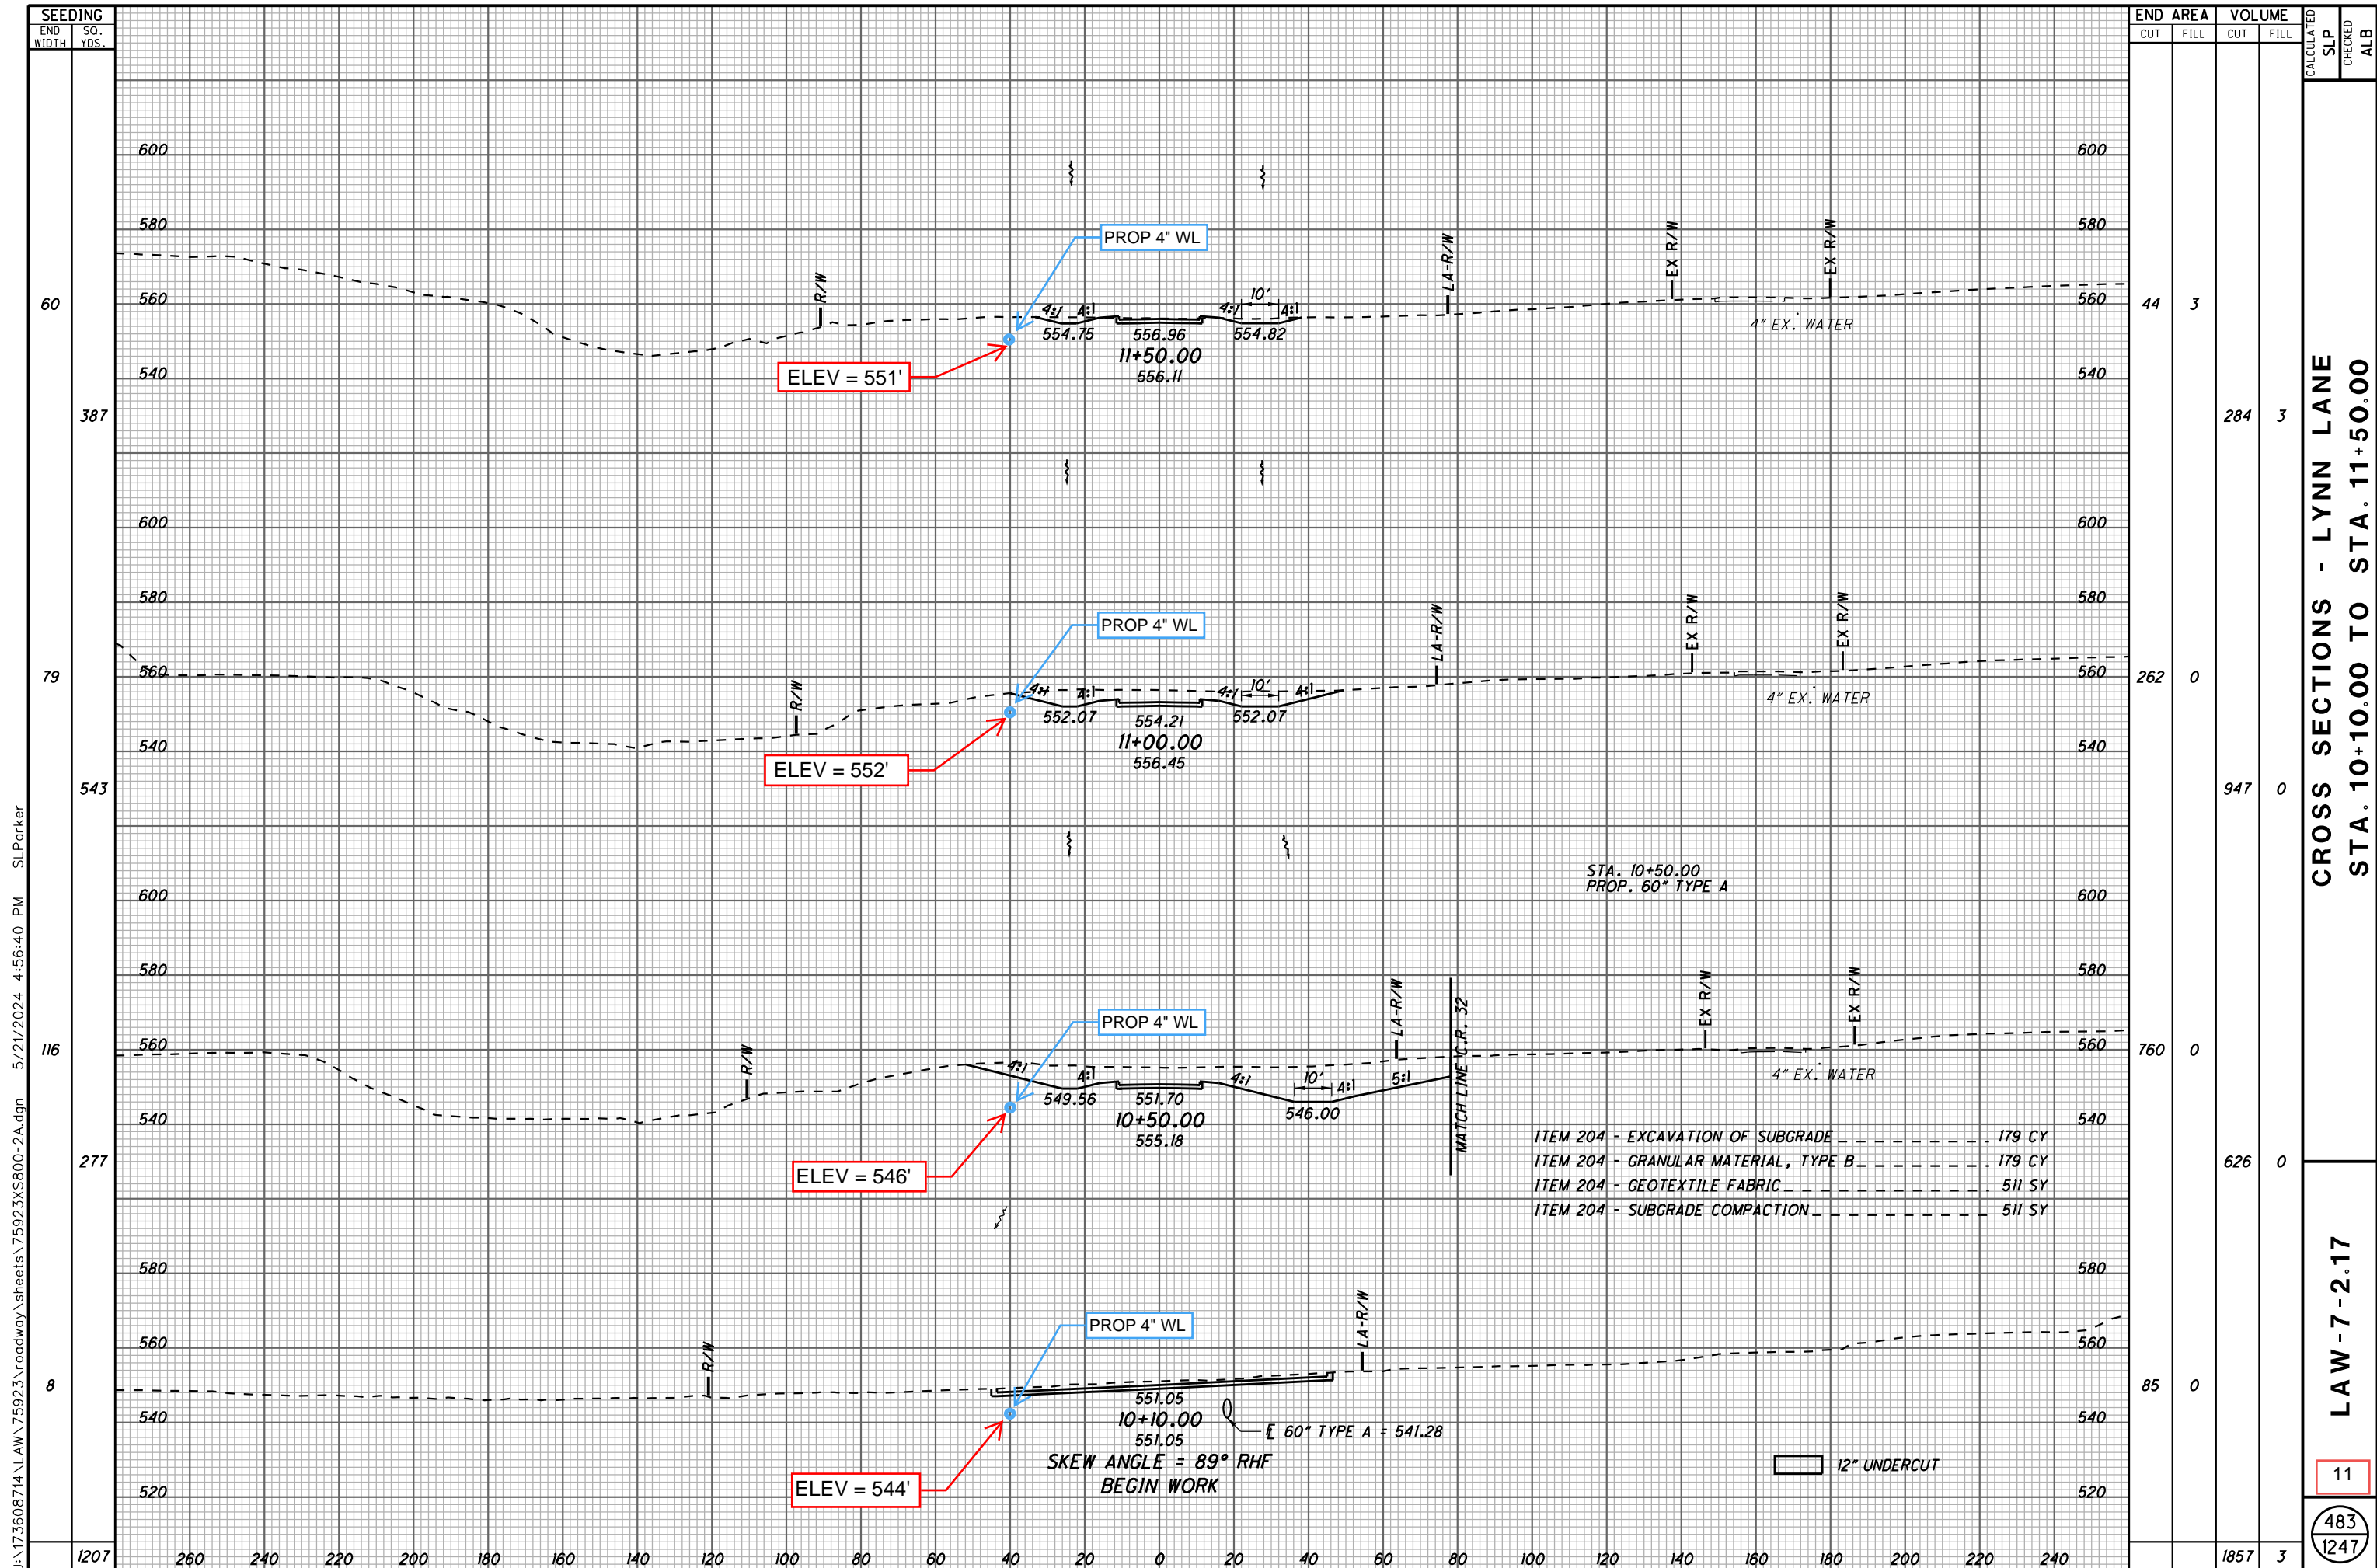 SEEDING
END WIDTH
SQ. YDS.
END AREA
VOLUME
CUT
FILL
CUT
FILL
CALCULATED
SLP
CHECKED
ALB
600
600
580
580
PROP 4" WL
R/W
LA-R/W
EX R/W
EX R/W
60
560
4:1
4:1
4:1
10'
4:1
560
44
3
554.75
556.96
554.82
4" EX. WATER
11+50.00
556.11
ELEV = 551'
540
540
387
284
3
600
600
580
580
PROP 4" WL
R/W
LA-R/W
EX R/W
EX R/W
79
560
4:1
4:1
4:1
10'
4:1
560
262
0
552.07
554.21
552.07
4" EX. WATER
11+00.00
556.45
ELEV = 552'
540
540
543
947
0
STA. 10+50.00
PROP. 60" TYPE A
600
600
580
580
PROP 4" WL
R/W
LA-R/W
MATCH LINE C.R. 32
EX R/W
EX R/W
116
560
4:1
4:1
4:1
10'
4:1
5:1
560
760
0
549.56
551.70
546.00
4" EX. WATER
10+50.00
555.18
540
540
ELEV = 546'
277
626
0
ITEM 204 - EXCAVATION OF SUBGRADE 179 CY
ITEM 204 - GRANULAR MATERIAL, TYPE B 179 CY
ITEM 204 - GEOTEXTILE FABRIC 511 SY
ITEM 204 - SUBGRADE COMPACTION 511 SY
580
580
PROP 4" WL
R/W
LA-R/W
560
560
8
85
0
551.05
10+10.00
551.05
540
540
℄ 60" TYPE A = 541.28
SKEW ANGLE = 89° RHF
BEGIN WORK
ELEV = 544'
12" UNDERCUT
520
520
1207
260 240 220 200 180 160 140 120 100 80 60 40 20 0 20 40 60 80 100 120 140 160 180 200 220 240
1857
3
CROSS SECTIONS - LYNN LANE
STA. 10+10.00 TO STA. 11+50.00
LAW-7-2.17
11
483
1247
J:\173608714\LAW\75923\roadway\sheets\75923XS800-2A.dgn 5/21/2024 4:56:40 PM SLParker